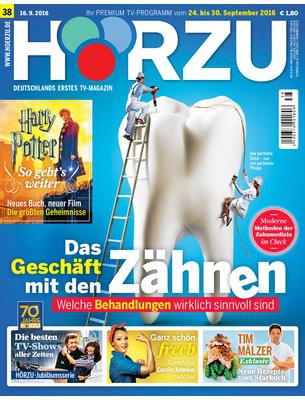 38
16. 9. 2016
Ihr PREMIUM TV-PROGRAMM vom 24. bis 30. September 2016
€ 1,80
WWW.HOERZU.DE
HÖRZU
DEUTSCHLANDS ERSTES TV-MAGAZIN
Harry
Potter
So geht's
weiter
Neues Buch, neuer Film
Die größten Geheimnisse
Der perfekte
Zahn – nur
mit perfekter
Pflege
Moderne
Methoden der
Zahnmedizin
im Check
Das
Geschäft
mit den
Zähnen
Welche Behandlungen wirklich sinnvoll sind
70
JAHRE
HÖRZU
Die besten
TV-Shows
aller Zeiten
HÖRZU-Jubiläumsserie
Ganz schön
frech
Comedystar
Carolin Kebekus
TIM
MÄLZER
Exklusiv
Neue Rezepte
vom Starkoch